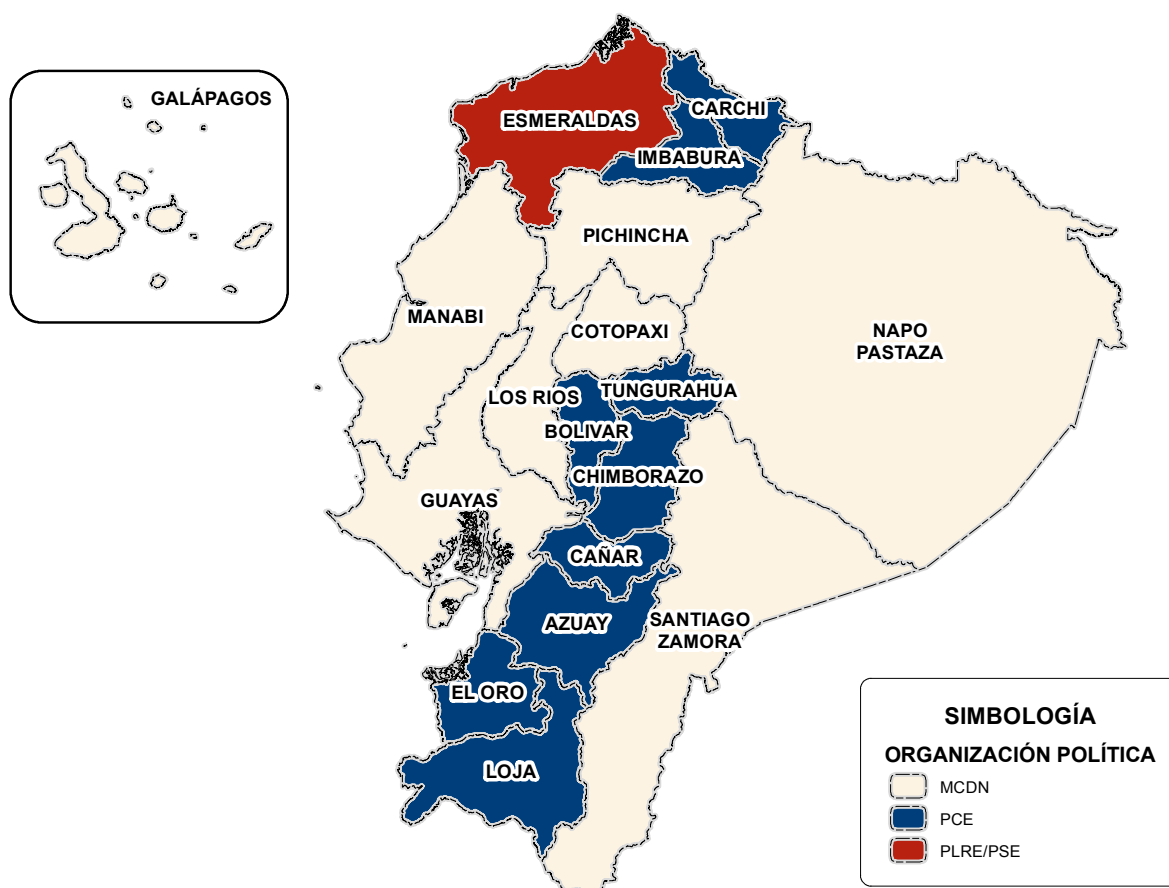 GALÁPAGOS
ESMERALDAS
CARCHI
IMBABURA
PICHINCHA
MANABI
COTOPAXI
NAPO
PASTAZA
TUNGURAHUA
LOS RIOS
BOLIVAR
CHIMBORAZO
GUAYAS
CAÑAR
AZUAY
SANTIAGO
ZAMORA
EL ORO
LOJA
SIMBOLOGÍA
ORGANIZACIÓN POLÍTICA
MCDN
PCE
PLRE/PSE